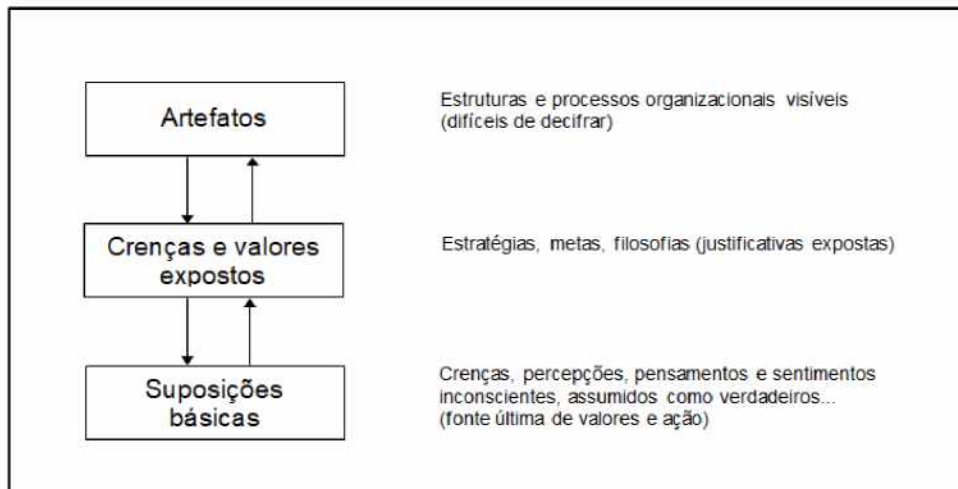 Artefatos
Estruturas e processos organizacionais visíveis
(difíceis de decifrar)
Crenças e valores
expostos
Estratégias, metas, filosofias (justificativas expostas)
Suposições
básicas
Crenças, percepções, pensamentos e sentimentos
inconscientes, assumidos como verdadeiros...
(fonte última de valores e ação)